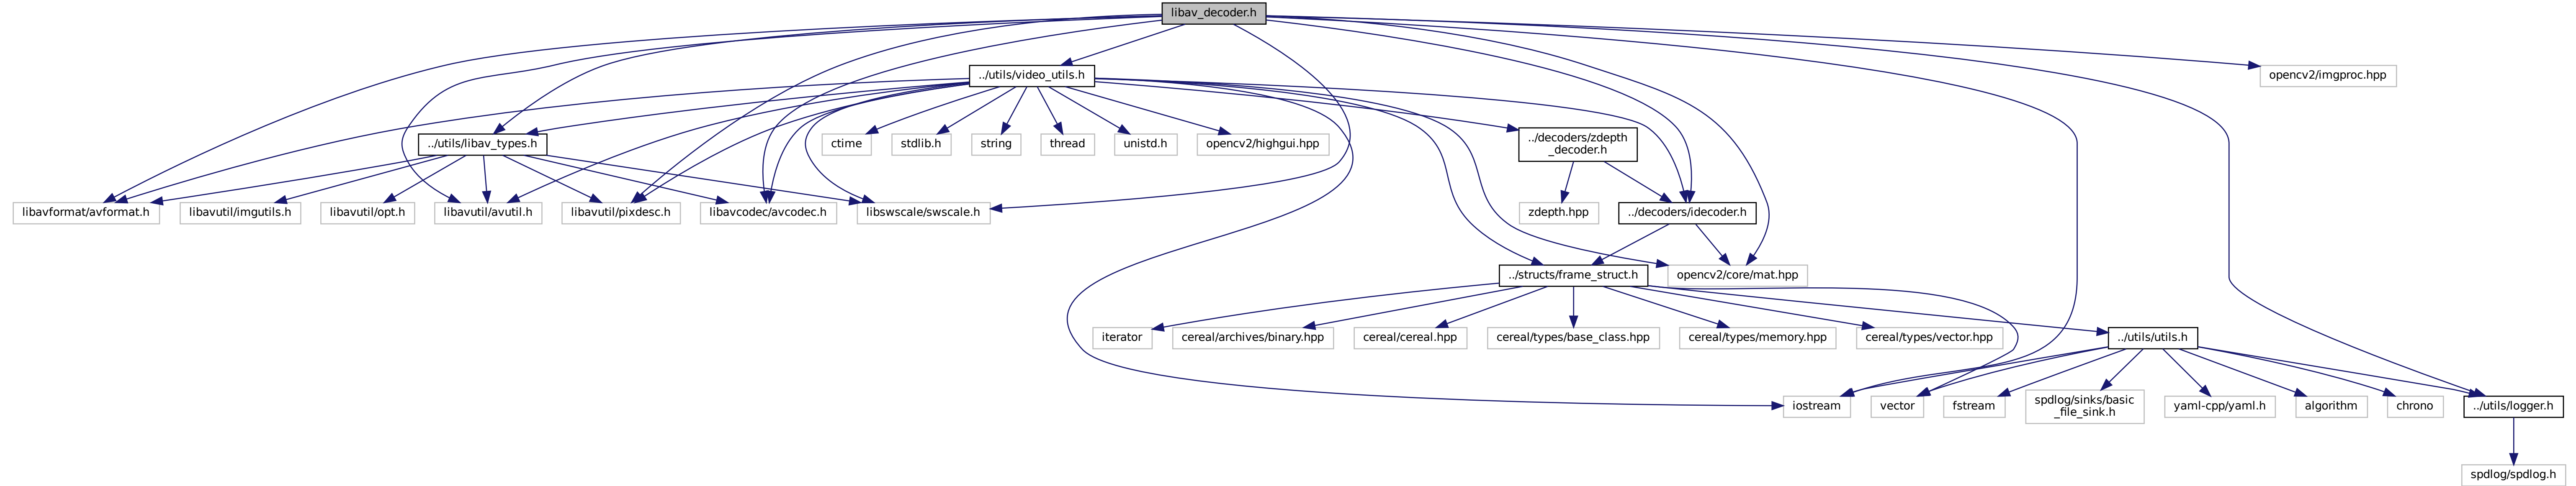 libav_decoder.h
../utils/video_utils.h
opencv2/imgproc.hpp
../utils/libav_types.h
ctime
stdlib.h
string
thread
unistd.h
opencv2/highgui.hpp
../decoders/zdepth
_decoder.h
libavformat/avformat.h
libavutil/imgutils.h
libavutil/opt.h
libavutil/avutil.h
libavutil/pixdesc.h
libavcodec/avcodec.h
libswscale/swscale.h
zdepth.hpp
../decoders/idecoder.h
../structs/frame_struct.h
opencv2/core/mat.hpp
iterator
cereal/archives/binary.hpp
cereal/cereal.hpp
cereal/types/base_class.hpp
cereal/types/memory.hpp
cereal/types/vector.hpp
../utils/utils.h
iostream
vector
fstream
spdlog/sinks/basic
_file_sink.h
yaml-cpp/yaml.h
algorithm
chrono
../utils/logger.h
spdlog/spdlog.h